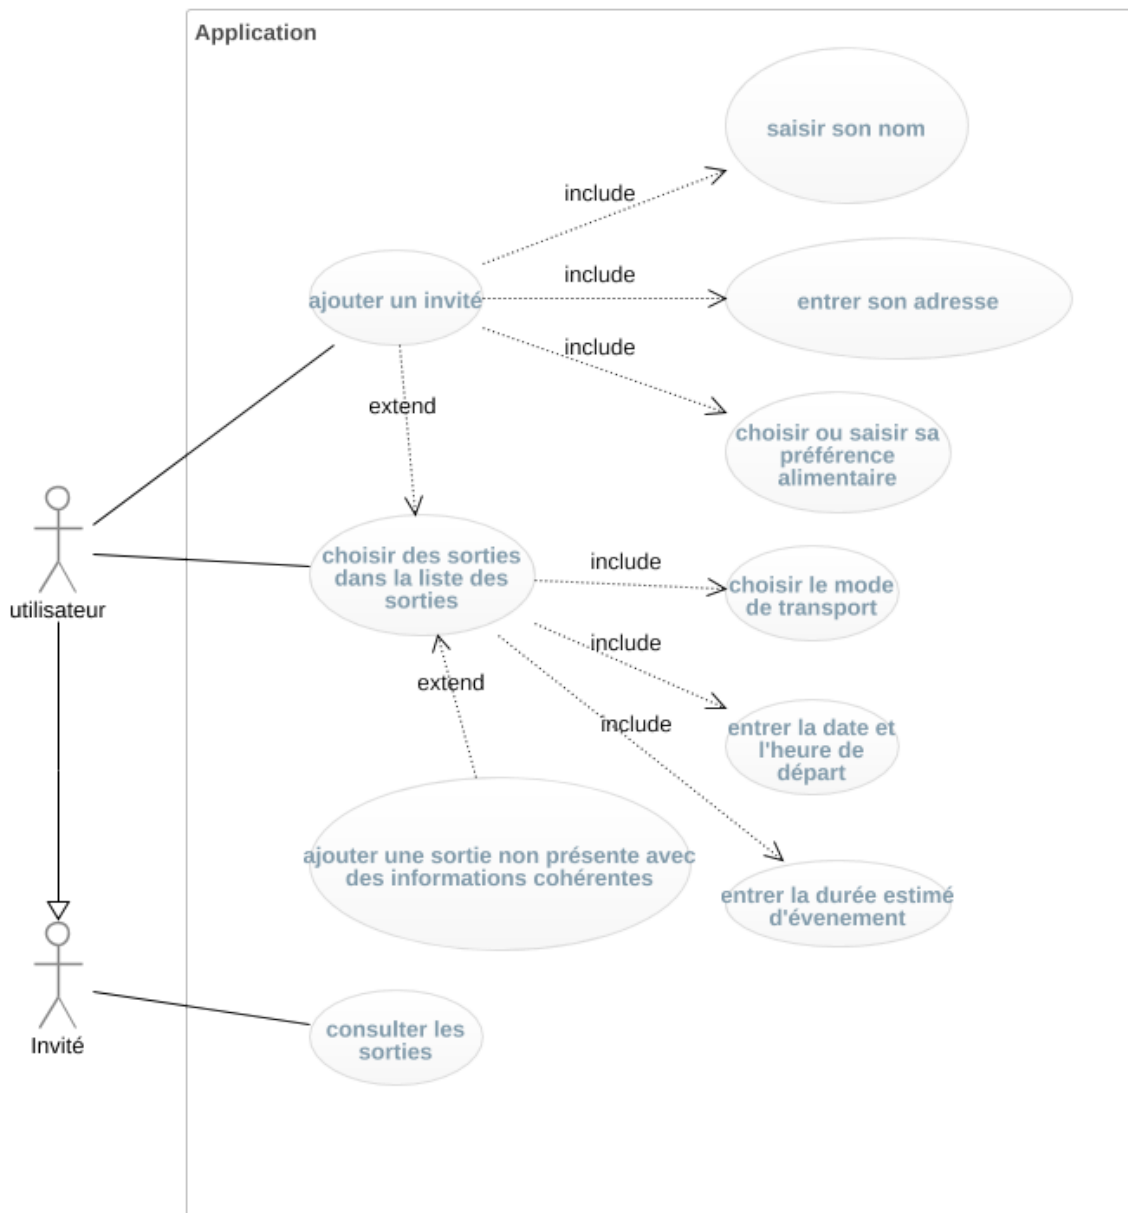 Application
saisir son nom
include
ajouter un invité
include
entrer son adresse
include
choisir ou saisir sa
préférence
alimentaire
extend
choisir des sorties
dans la liste des
sorties
include
choisir le mode
de transport
utilisateur
include
extend
include
entrer la date et
l'heure de
départ
ajouter une sortie non présente avec
des informations cohérentes
entrer la durée estimé
d'évenement
Invité
consulter les
sorties